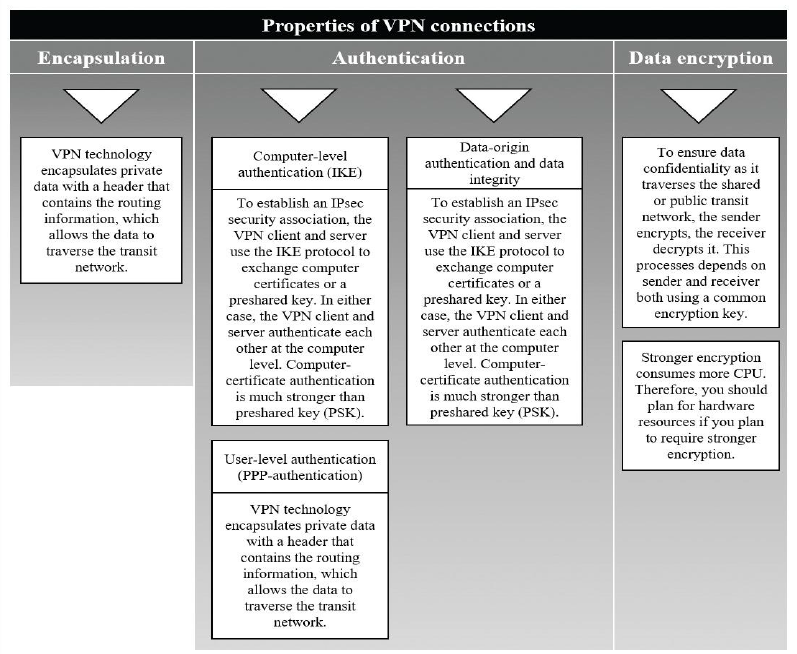 Properties of VPN connections
Encapsulation
VPN technology
encapsulates private
data with a header that
contains the routing
information, which
allows the data to
traverse the transit
network.
Authentication
Computer-level
authentication (IKE)
To establish an IPsec
security association, the
VPN client and server
use the IKE protocol to
exchange computer
certificates or a
preshared key. In either
case, the VPN client and
server authenticate each
other at the computer
level. Computer-
certificate authentication
is much stronger than
preshared key (PSK).
User-level authentication
(PPP-authentication)
VPN technology
encapsulates private data
with a header that
contains the routing
information, which
allows the data to
traverse the transit
network.
Data-origin
authentication and data
integrity
To establish an IPsec
security association, the
VPN client and server
use the IKE protocol to
exchange computer
certificates or a
preshared key. In either
case, the VPN client and
server authenticate each
other at the computer
level. Computer-
certificate authentication
is much stronger than
preshared key (PSK).
Data encryption
To ensure data
confidentiality as it
traverses the shared
or public transit
network, the sender
encrypts, the receiver
decrypts it. This
processes depends on
sender and receiver
both using a common
encryption key.
Stronger encryption
consumes more CPU.
Therefore, you should
plan for hardware
resources if you plan
to require stronger
encryption.